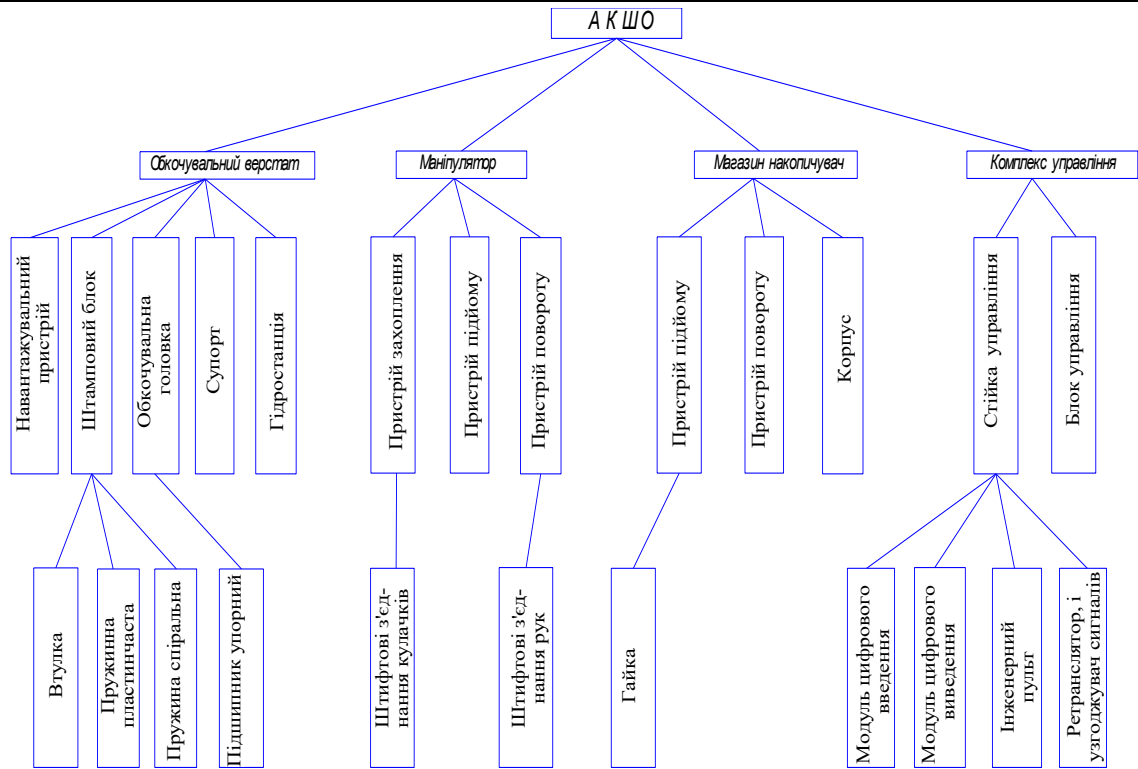 А К ШО
Обкочувальний верстат
Маніпулятор
Магазин накопичувач
Комплекс управління
Навантажувальний
пристрій
Штамповий блок
Обкочувальна
головка
Супорт
Гідростанція
Пристрій захоплення
Пристрій підйому
Пристрій повороту
Пристрій підйому
Пристрій повороту
Корпус
Стійка управління
Блок управління
Втулка
Пружинна
пластинчаста
Пружина спіральна
Підшипник упорний
Штифтові з'єд-
нання кулачків
Штифтові з'єд-
нання рук
Гайка
Модуль цифрового
введення
Модуль цифрового
виведення
Інженерний
пульт
Ретранслятор, і
узгоджувач сигналів